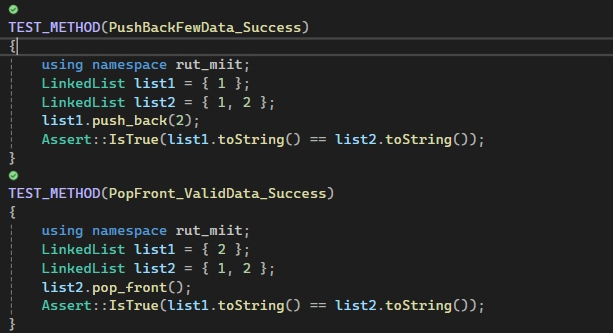 TEST_METHOD(PushBackFewData_Success)
{
    using namespace rut_miit;
    LinkedList list1 = { 1 };
    LinkedList list2 = { 1, 2 };
    list1.push_back(2);
    Assert::IsTrue(list1.toString() == list2.toString());
}
TEST_METHOD(PopFront_ValidData_Success)
{
    using namespace rut_miit;
    LinkedList list1 = { 2 };
    LinkedList list2 = { 1, 2 };
    list2.pop_front();
    Assert::IsTrue(list1.toString() == list2.toString());
}